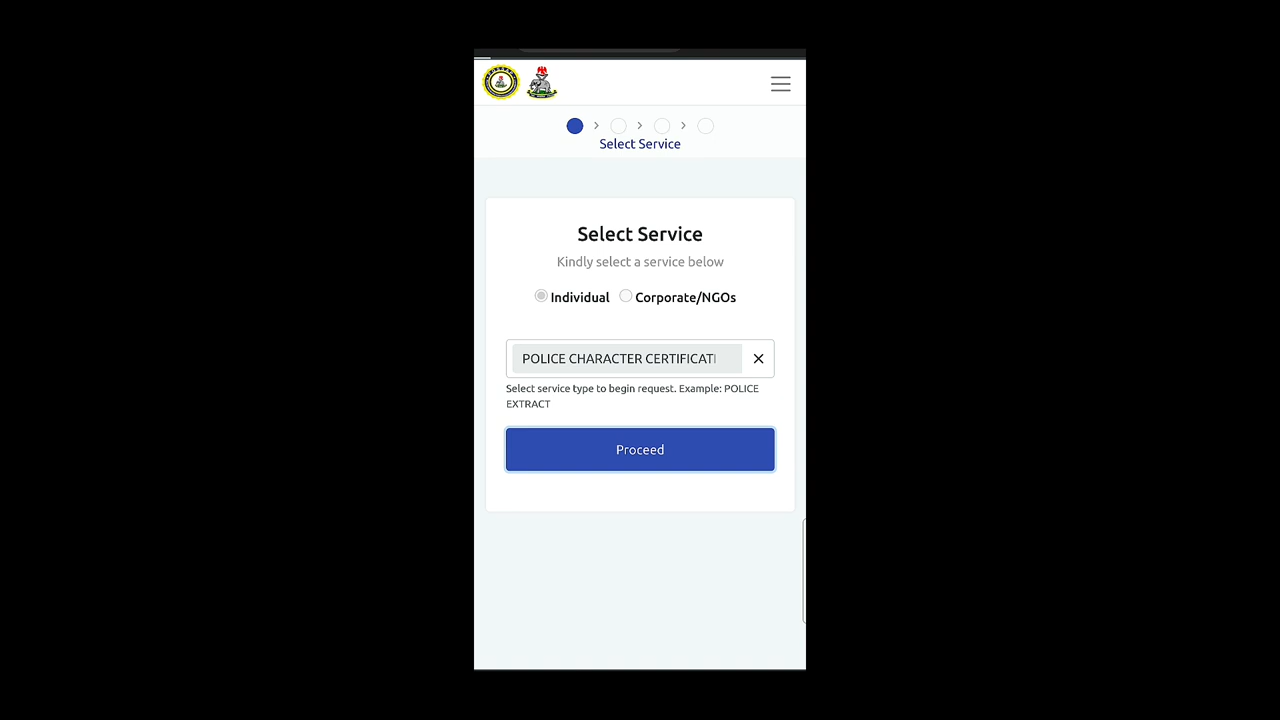 Select Service
Select Service
Kindly select a service below
Individual Corporate/NGOs
POLICE CHARACTER CERTIFICATI
Select service type to begin request. Example: POLICE
EXTRACT
Proceed